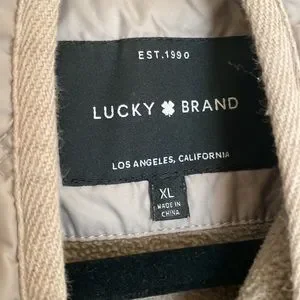 EST.1990
LUCKY BRAND
LOS ANGELES, CALIFORNIA
XL
MADE IN
CHINA